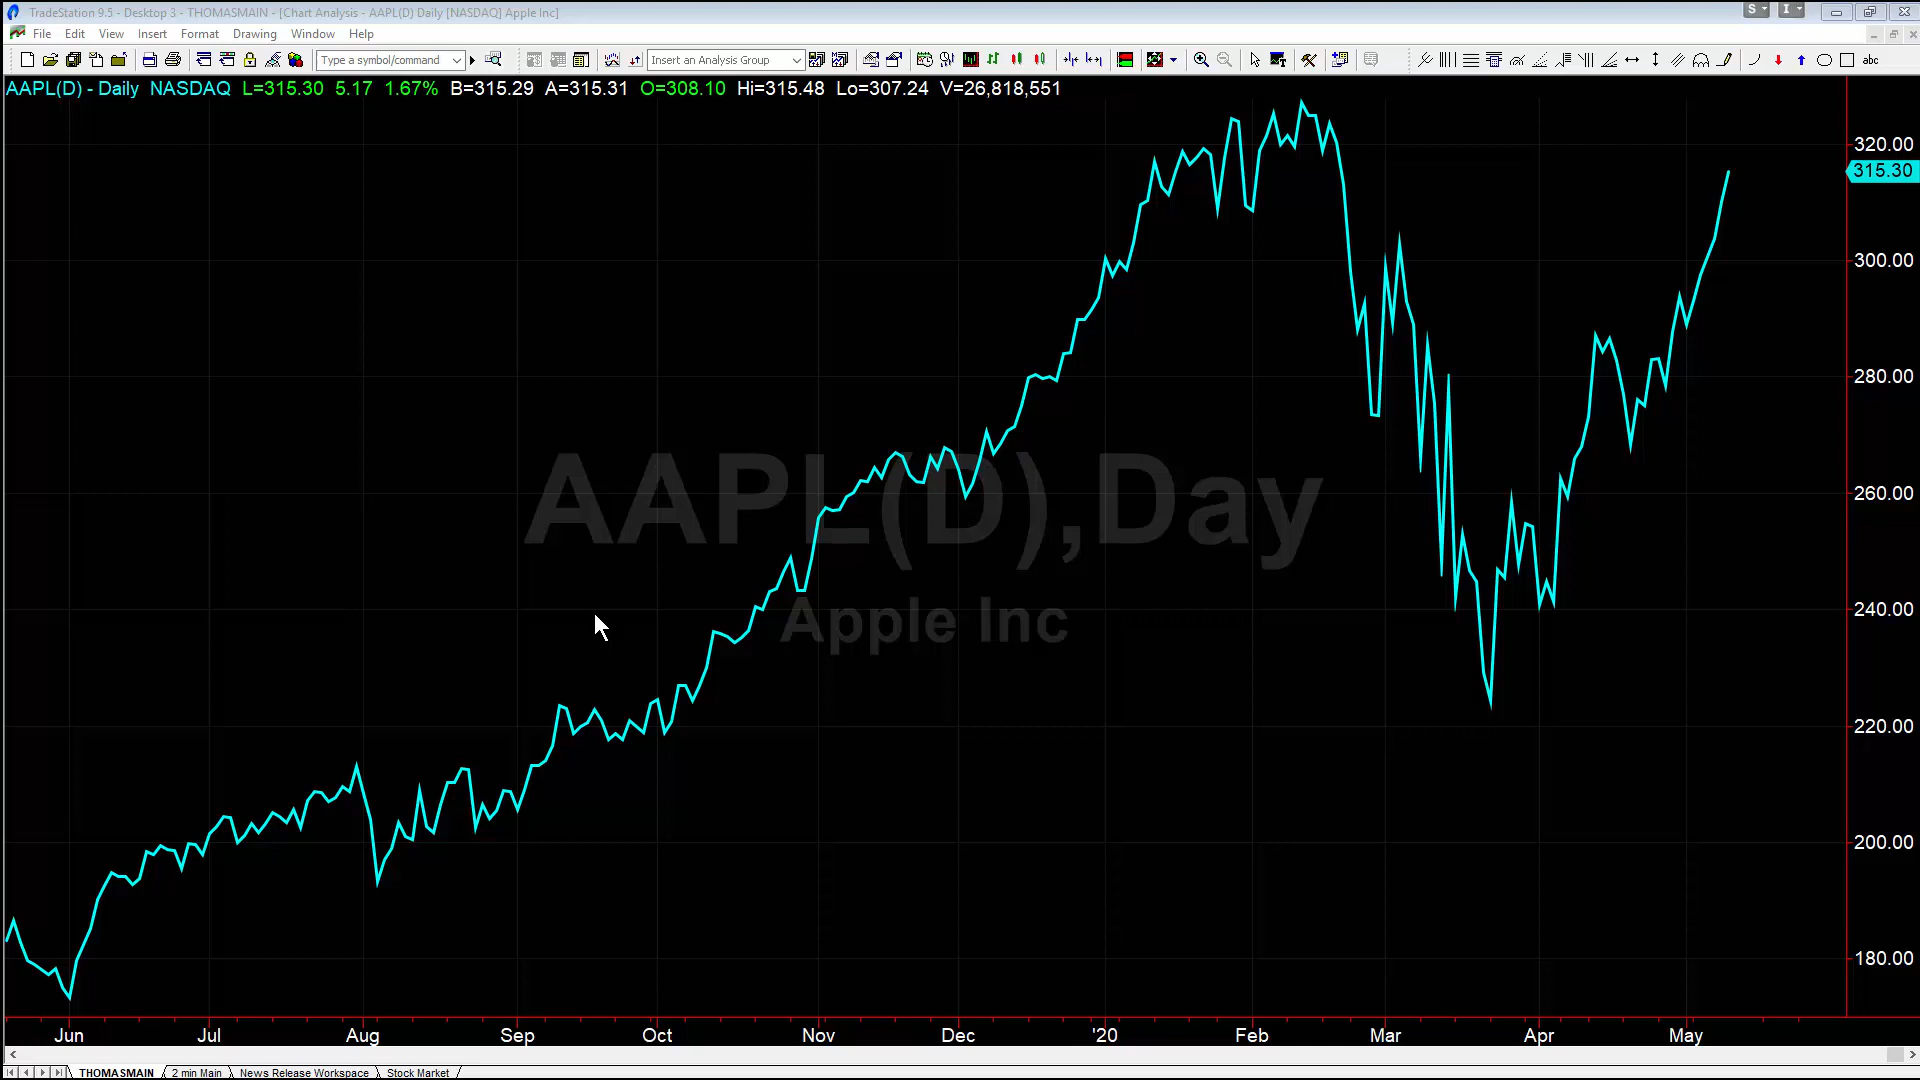 TradeStation 9.5 - Desktop 3 - THOMASMAIN - [Chart Analysis - AAPL(D) Daily [NASDAQ] Apple Inc]
S I
File Edit View Insert Format Drawing Window Help
Type a symbol/command Insert an Analysis Group abc
AAPL(D) - Daily NASDAQ L=315.30 5.17 1.67% B=315.29 A=315.31 O=308.10 Hi=315.48 Lo=307.24 V=26,818,551
320.00
315.30
300.00
280.00
AAPL(D),Day
260.00
Apple Inc
240.00
220.00
200.00
180.00
Jun Jul Aug Sep Oct Nov Dec '20 Feb Mar Apr May
THOMASMAIN 2 min Main News Release Workspace Stock Market